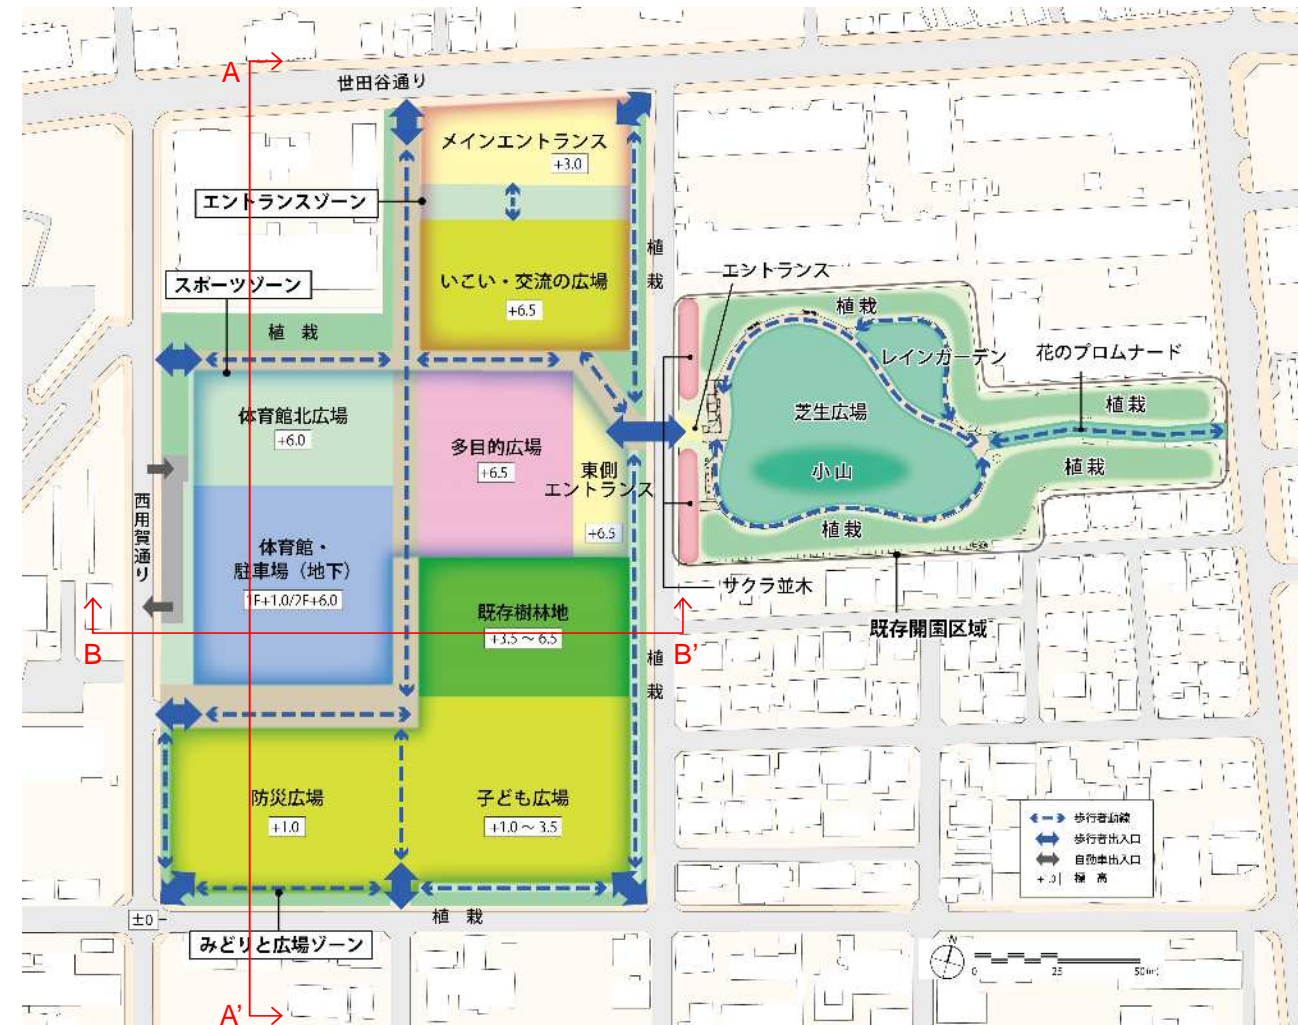 A
世田谷通り
メインエントランス
+3.0
エントランスゾーン
植
栽
スポーツゾーン
いこい・交流の広場
+6.5
エントランス
植栽
植　栽
レインガーデン
花のプロムナード
体育館北広場
+6.0
多目的広場
+6.5
芝生広場
植栽
東側
エントランス
+6.5
小山
植栽
植栽
西用賀通り
体育館・
駐車場（地下）
1F+1.0/2F+6.0
サクラ並木
既存樹林地
+3.5～6.5
既存開園区域
B
B'
植
栽
防災広場
+1.0
子ども広場
+1.0～3.5
歩行者動線
歩行者出入口
自動車出入口
+.0| 標 高
±0
植　栽
みどりと広場ゾーン
N
0 25 50(m)
A'